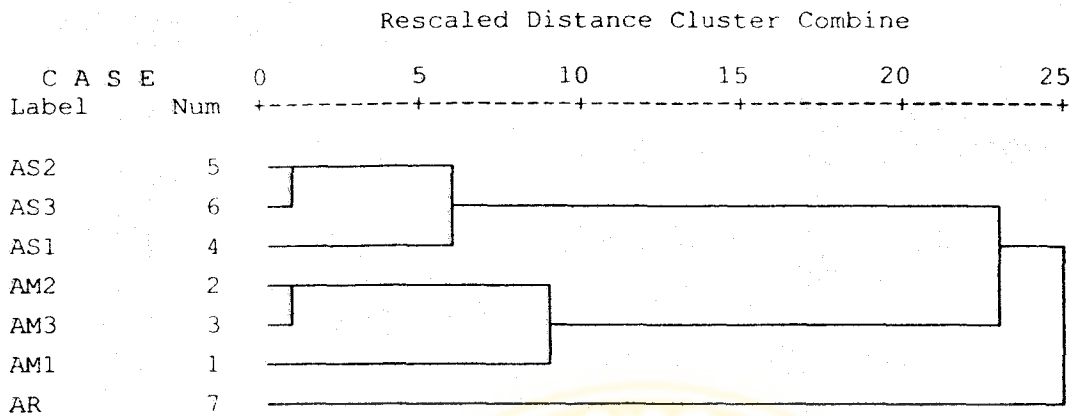 Rescaled Distance Cluster Combine
C A S E 0 5 10 15 20 25
Label Num +---------+---------+---------+---------+---------+
AS2 5
AS3 6
AS1 4
AM2 2
AM3 3
AM1 1
AR 7